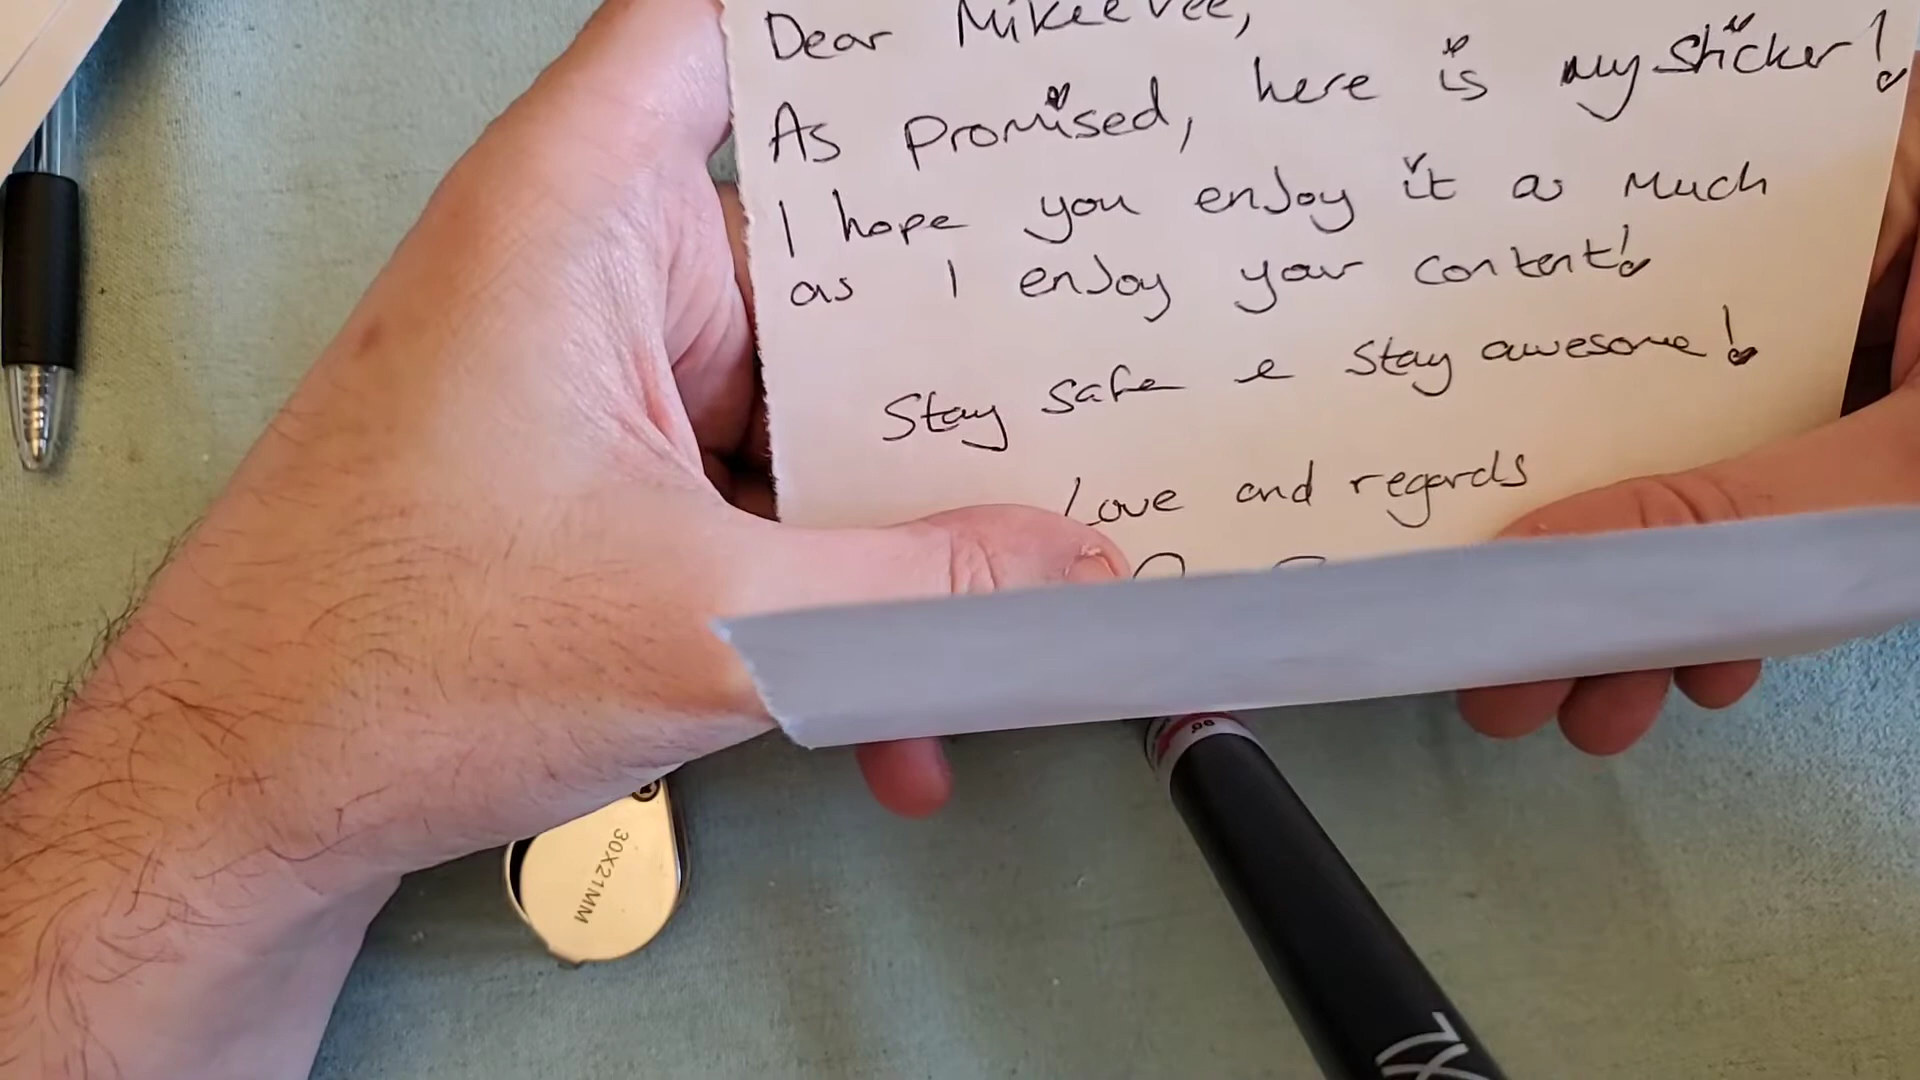 Dear Mikeevee,
As promised, here is my sticker!
I hope you enjoy it as much
as I enjoy your content!
Stay safe & stay awesome!
Love and regards
30X21MM